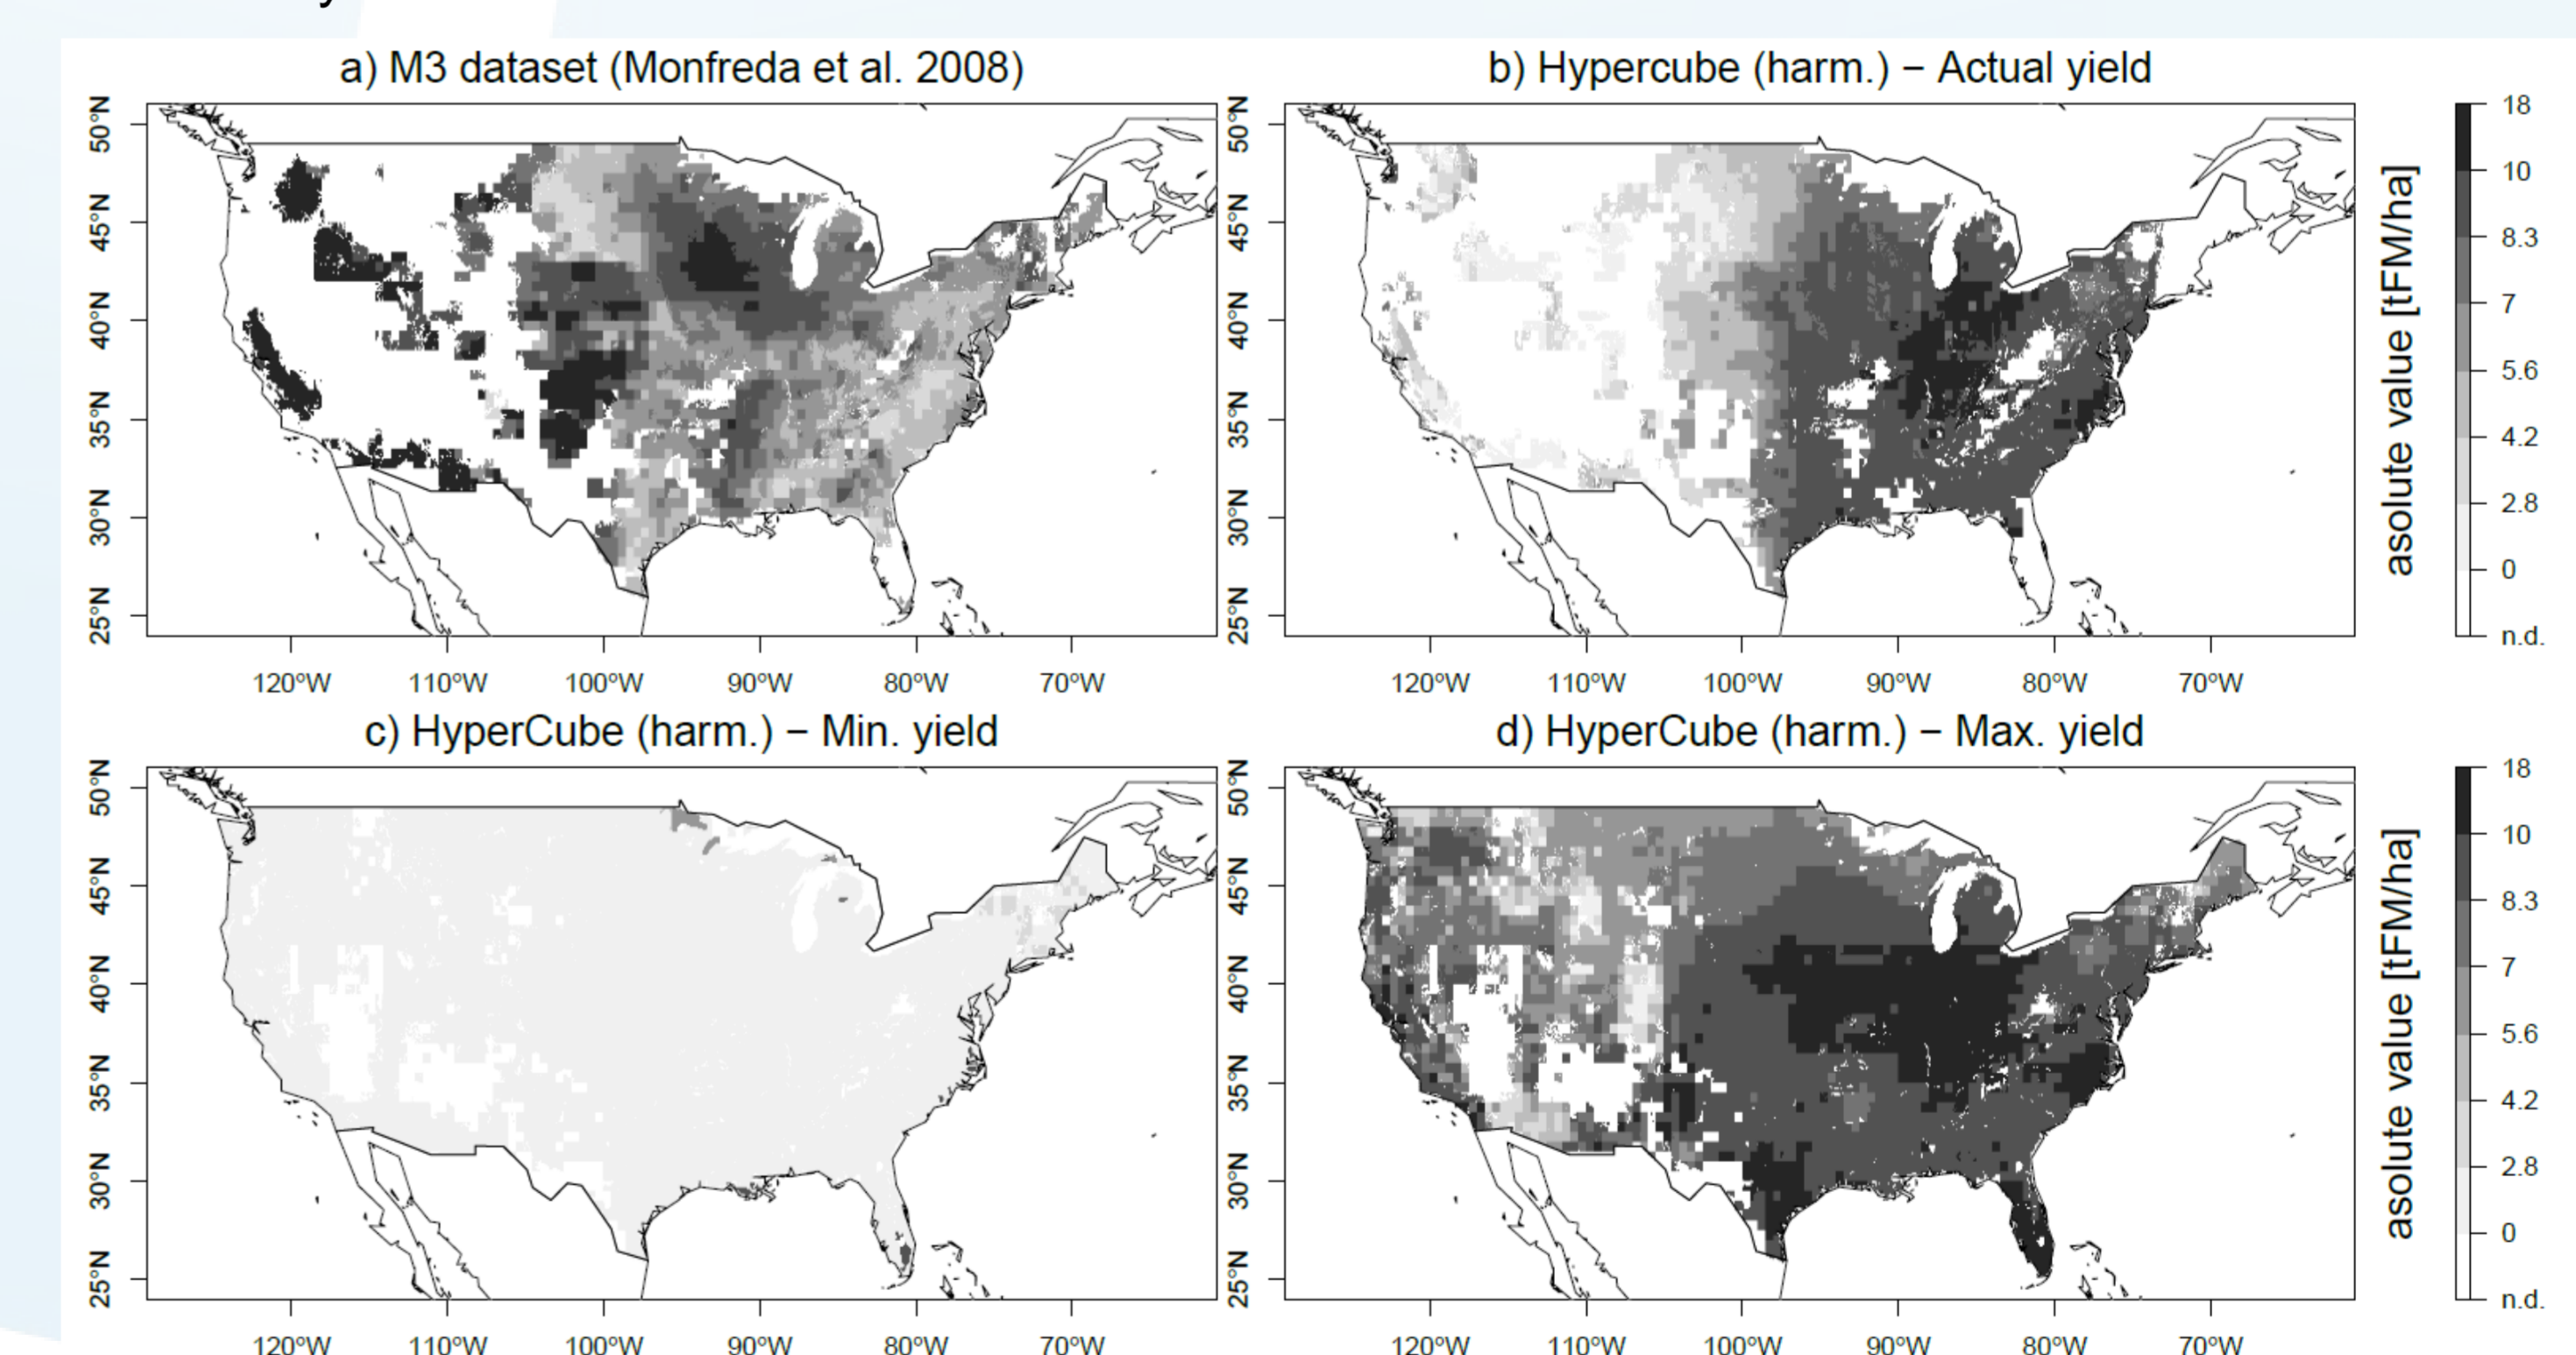 a) M3 dataset (Monfreda et al. 2008)
b) Hypercube (harm.) − Actual yield
50°N
45°N
40°N
35°N
30°N
25°N
120°W 110°W 100°W 90°W 80°W 70°W
50°N
45°N
40°N
35°N
30°N
25°N
120°W 110°W 100°W 90°W 80°W 70°W
asolute value [tFM/ha]
18
10
8.3
7
5.6
4.2
2.8
0
n.d.
c) HyperCube (harm.) − Min. yield
d) HyperCube (harm.) − Max. yield
50°N
45°N
40°N
35°N
30°N
25°N
120°W 110°W 100°W 90°W 80°W 70°W
50°N
45°N
40°N
35°N
30°N
25°N
120°W 110°W 100°W 90°W 80°W 70°W
asolute value [tFM/ha]
18
10
8.3
7
5.6
4.2
2.8
0
n.d.